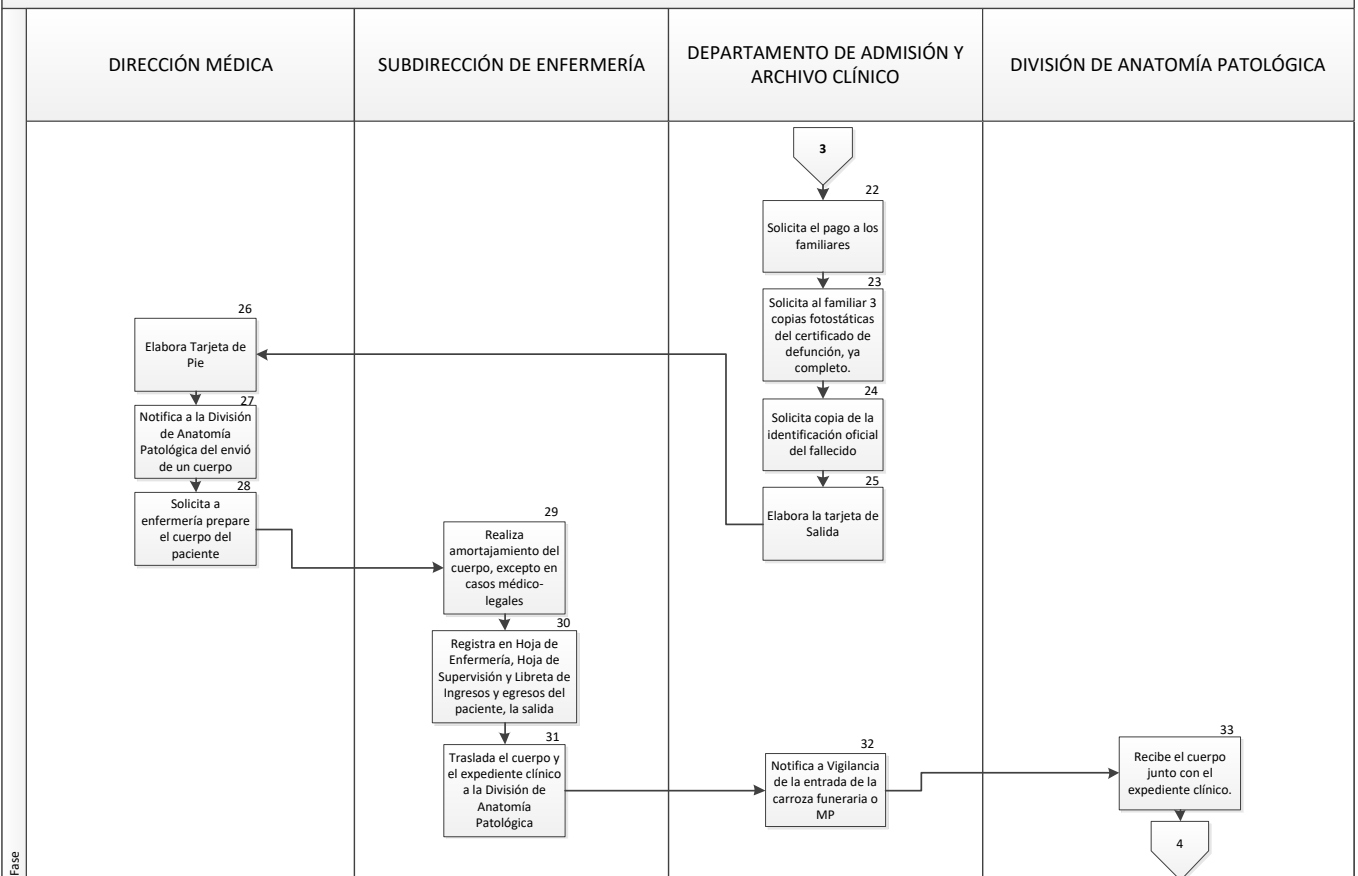 DIRECCIÓN MÉDICA
SUBDIRECCIÓN DE ENFERMERÍA
DEPARTAMENTO DE ADMISIÓN Y
ARCHIVO CLÍNICO
DIVISIÓN DE ANATOMÍA PATOLÓGICA
3
22
Solicita el pago a los
familiares
23
Solicita al familiar 3
copias fotostáticas
del certificado de
defunción, ya
completo.
24
Solicita copia de la
identificación oficial
del fallecido
25
Elabora la tarjeta de
Salida
26
Elabora Tarjeta de
Pie
27
Notifica a la División
de Anatomía
Patológica del envió
de un cuerpo
28
Solicita a
enfermería prepare
el cuerpo del
paciente
29
Realiza
amortajamiento del
cuerpo, excepto en
casos médico-
legales
30
Registra en Hoja de
Enfermería, Hoja de
Supervisión y Libreta de
Ingresos y egresos del
paciente, la salida
31
Traslada el cuerpo y
el expediente clínico
a la División de
Anatomía
Patológica
32
Notifica a Vigilancia
de la entrada de la
carroza funeraria o
MP
33
Recibe el cuerpo
junto con el
expediente clínico.
4
Fase